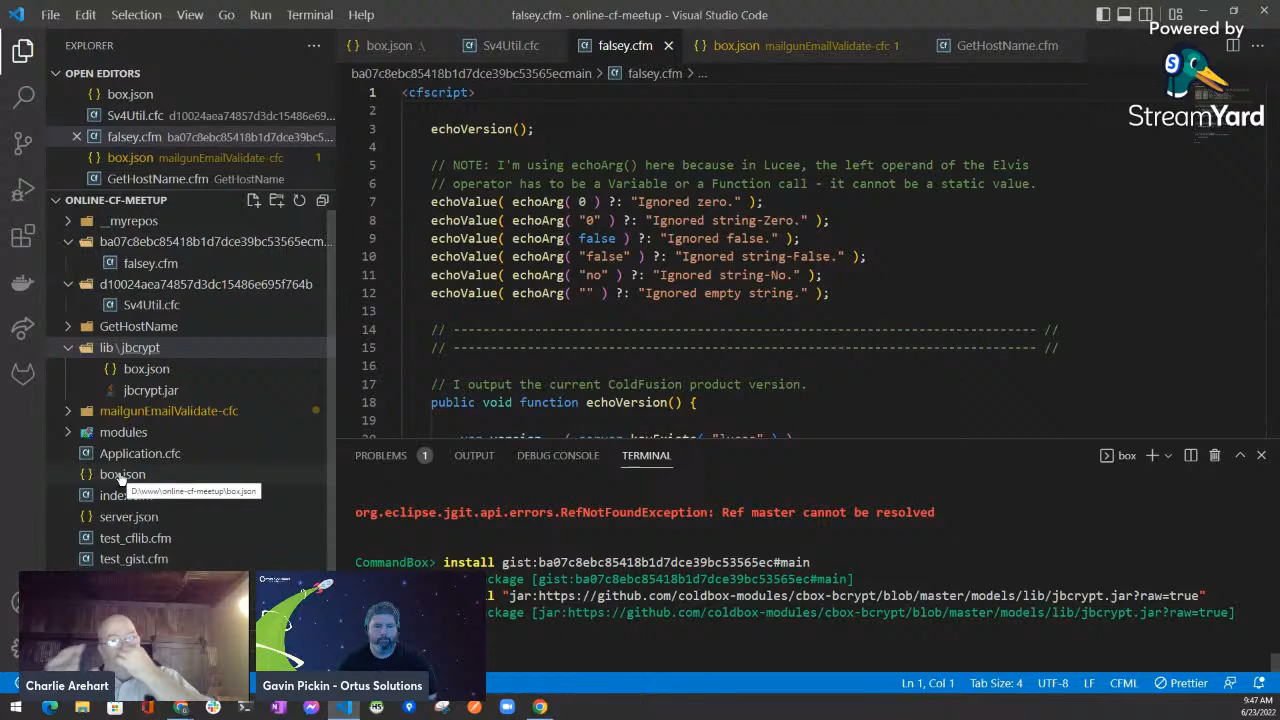 File Edit Selection View Go Run Terminal Help
falsey.cfm - online-cf-meetup - Visual Studio Code
Powered by
StreamYard
EXPLORER
OPEN EDITORS
box.json
Sv4Util.cfc d10024aea74857d3dc15486e69...
falsey.cfm ba07c8ebc85418b1d7dce39bc5...
box.json mailgunEmailValidate-cfc 1
GetHostName.cfm GetHostName
ONLINE-CF-MEETUP
__myrepos
ba07c8ebc85418b1d7dce39bc53565ecm...
falsey.cfm
d10024aea74857d3dc15486e695f764b
Sv4Util.cfc
GetHostName
lib\jbcrypt
box.json
jbcrypt.jar
mailgunEmailValidate-cfc
modules
Application.cfc
box.json
D:\www\online-cf-meetup\box.json
server.json
test_cflib.cfm
test_gist.cfm
box.json .\
Sv4Util.cfc
falsey.cfm
box.json mailgunEmailValidate-cfc 1
GetHostName.cfm
ba07c8ebc85418b1d7dce39bc53565ecmain > falsey.cfm > ...
1 <cfscript>
2
3 echoVersion();
4
5 // NOTE: I'm using echoArg() here because in Lucee, the left operand of the Elvis
6 // operator has to be a Variable or a Function call - it cannot be a static value.
7 echoValue( echoArg( 0 ) ?: "Ignored zero." );
8 echoValue( echoArg( "0" ) ?: "Ignored string-Zero." );
9 echoValue( echoArg( false ) ?: "Ignored false." );
10 echoValue( echoArg( "false" ) ?: "Ignored string-False." );
11 echoValue( echoArg( "no" ) ?: "Ignored string-No." );
12 echoValue( echoArg( "" ) ?: "Ignored empty string." );
13
14 // ----------------------------------------------------------------------------------- //
15 // ----------------------------------------------------------------------------------- //
16
17 // I output the current ColdFusion product version.
18 public void function echoVersion() {
19
PROBLEMS 1 OUTPUT DEBUG CONSOLE TERMINAL
box
org.eclipse.jgit.api.errors.RefNotFoundException: Ref master cannot be resolved
CommandBox> install gist:ba07c8ebc85418b1d7dce39bc53565ec#main
package [gist:ba07c8ebc85418b1d7dce39bc53565ec#main]
"jar:https://github.com/coldbox-modules/cbox-bcrypt/blob/master/models/lib/jbcrypt.jar?raw=true"
[jar:https://github.com/coldbox-modules/cbox-bcrypt/blob/master/models/lib/jbcrypt.jar?raw=true]
Charlie Arehart
Gavin Pickin - Ortus Solutions
Ln 1, Col 1 Tab Size: 4 UTF-8 LF CFML Prettier
9:47 AM
6/23/2022